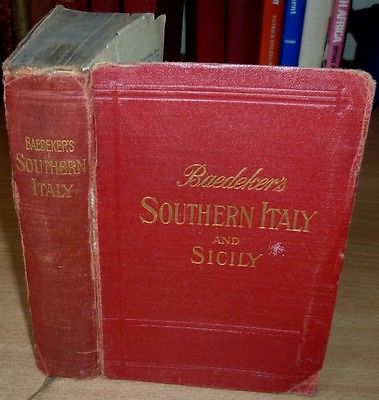 BAEDEKER'S
SOUTHERN
ITALY
Baedeker's
SOUTHERN ITALY
AND
SICILY